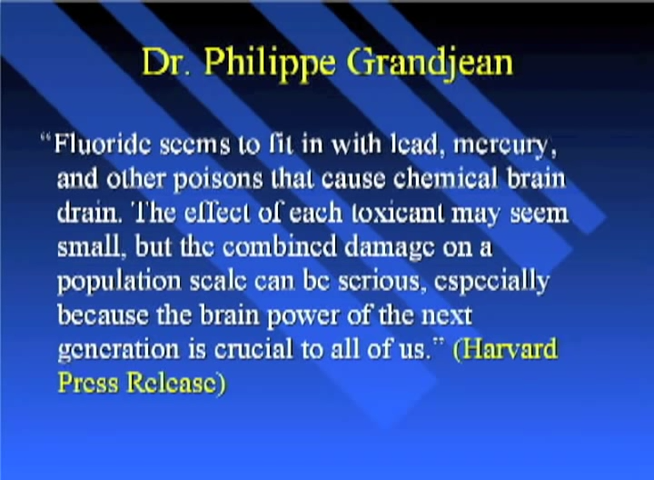 Dr. Philippe Grandjean
“Fluoride seems to fit in with lead, mercury,
and other poisons that cause chemical brain
drain. The effect of each toxicant may seem
small, but the combined damage on a
population scale can be serious, especially
because the brain power of the next
generation is crucial to all of us.” (Harvard
Press Release)